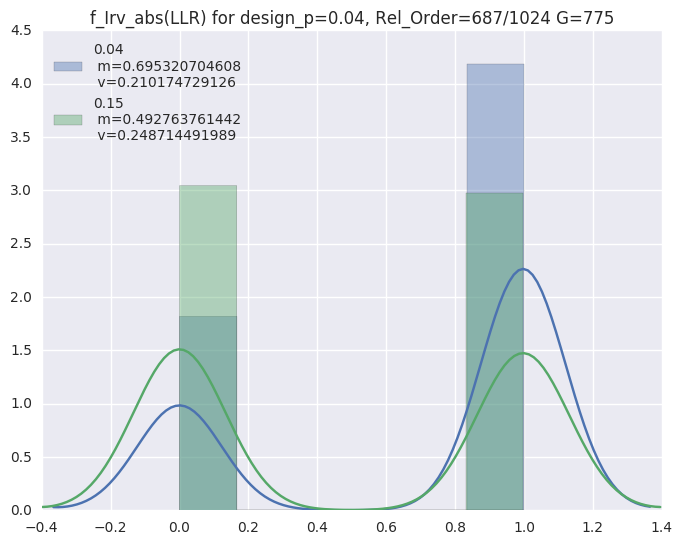 f_Irv_abs(LLR) for design_p=0.04, Rel_Order=687/1024 G=775
4.5
4.0
3.5
3.0
2.5
2.0
1.5
1.0
0.5
0.0
0.04
m=0.695320704608
v=0.210174729126
0.15
m=0.492763761442
v=0.248714491989
−0.4 −0.2 0.0 0.2 0.4 0.6 0.8 1.0 1.2 1.4